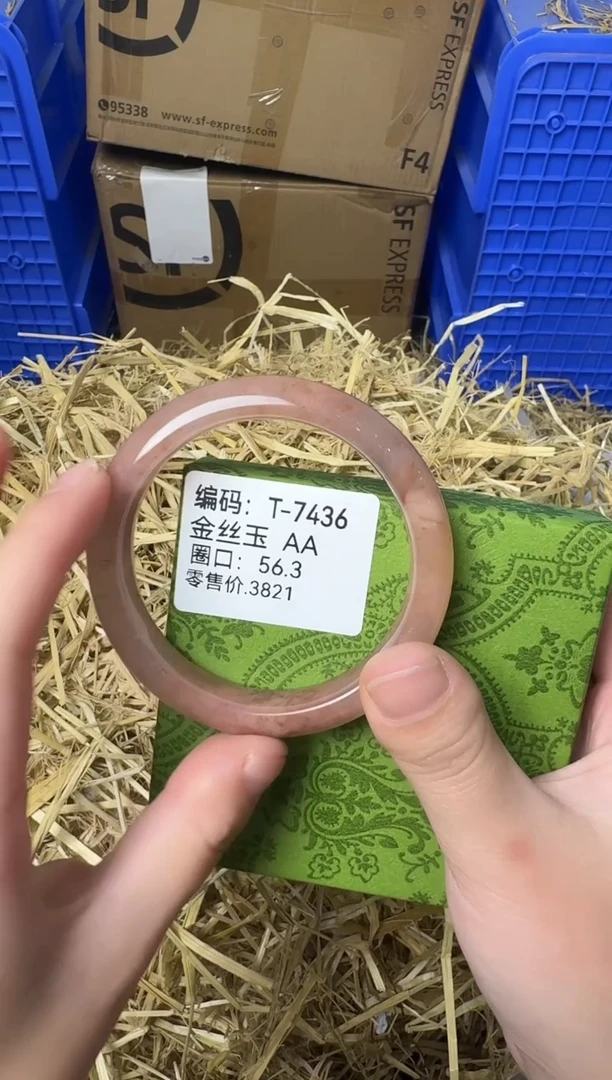 SF EXPRESS
95338 www.sf-express.com
F4
SF EXPRESS
SF
编码: T-7436
金丝玉 AA
圈口: 56.3
零售价.3821